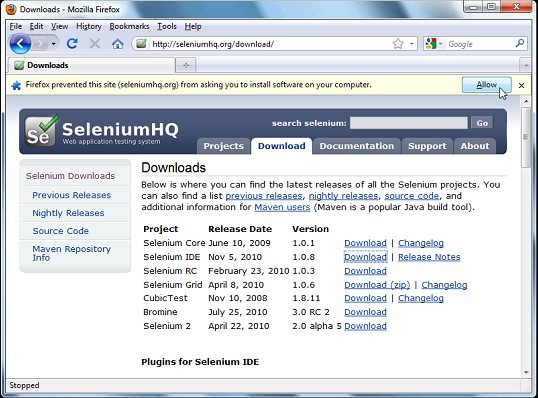 Downloads - Mozilla Firefox
File Edit View History Bookmarks Tools Help
http://seleniumhq.org/download/ Google
Downloads
Firefox prevented this site (seleniumhq.org) from asking you to install software on your computer. Allow
Se SeleniumHQ
Web application testing system
search selenium: Go
Projects Download Documentation Support About
Selenium Downloads
Previous Releases
Nightly Releases
Source Code
Maven Repository
Info
Downloads
Below is where you can find the latest releases of all the Selenium projects. You
can also find a list previous releases, nightly releases, source code, and
additional information for Maven users (Maven is a popular Java build tool).
Project Release Date Version
Selenium Core June 10, 2009 1.0.1 Download | Changelog
Selenium IDE Nov 5, 2010 1.0.8 Download | Release Notes
Selenium RC February 23, 2010 1.0.3 Download
Selenium Grid April 8, 2010 1.0.6 Download (zip) | Changelog
CubicTest Nov 10, 2008 1.8.11 Download | Changelog
Bromine July 25, 2010 3.0 RC 2 Download
Selenium 2 April 22, 2010 2.0 alpha 5 Download
Plugins for Selenium IDE
Stopped